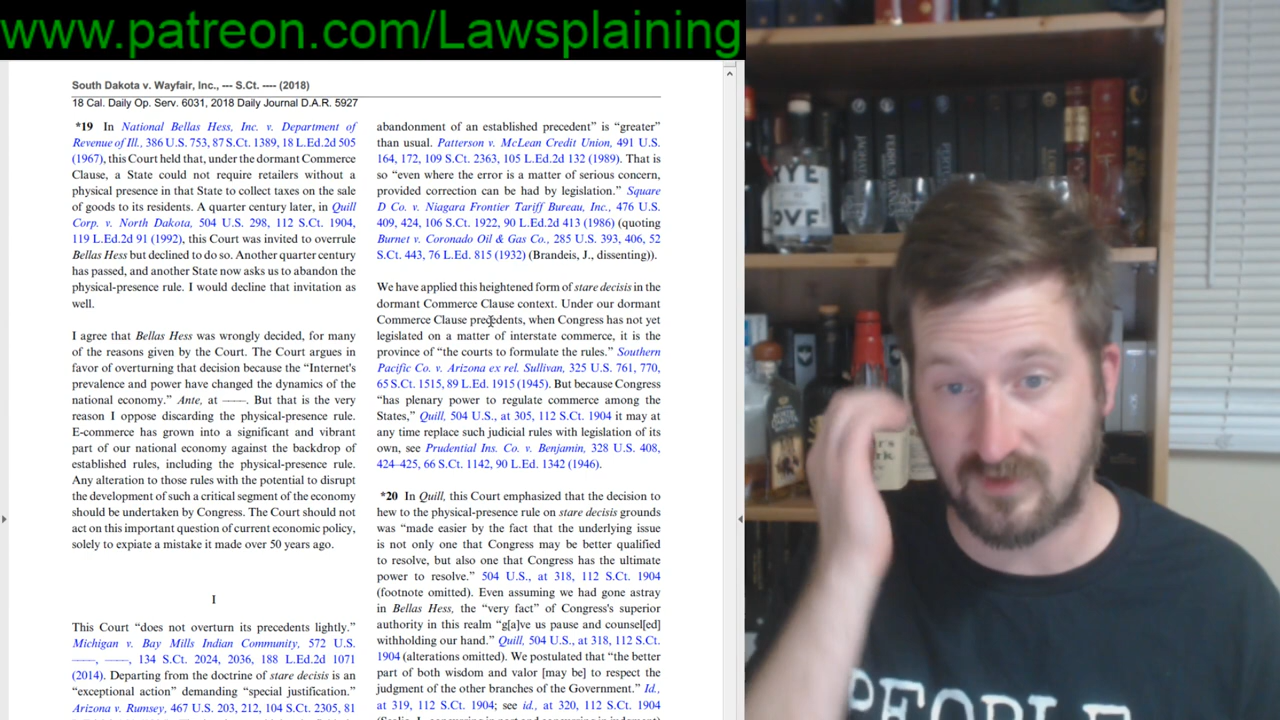 www.patreon.com/Lawsplaining
South Dakota v. Wayfair, Inc., --- S.Ct. ---- (2018)
18 Cal. Daily Op. Serv. 6031, 2018 Daily Journal D.A.R. 5927
*19 In National Bellas Hess, Inc. v. Department of
Revenue of Ill., 386 U.S. 753, 87 S.Ct. 1389, 18 L.Ed.2d 505
(1967), this Court held that, under the dormant Commerce
Clause, a State could not require retailers without a
physical presence in that State to collect taxes on the sale
of goods to its residents. A quarter century later, in Quill
Corp. v. North Dakota, 504 U.S. 298, 112 S.Ct. 1904,
119 L.Ed.2d 91 (1992), this Court was invited to overrule
Bellas Hess but declined to do so. Another quarter century
has passed, and another State now asks us to abandon the
physical-presence rule. I would decline that invitation as
well.
I agree that Bellas Hess was wrongly decided, for many
of the reasons given by the Court. The Court argues in
favor of overturning that decision because the “Internet's
prevalence and power have changed the dynamics of the
national economy.” Ante, at ––––. But that is the very
reason I oppose discarding the physical-presence rule.
E-commerce has grown into a significant and vibrant
part of our national economy against the backdrop of
established rules, including the physical-presence rule.
Any alteration to those rules with the potential to disrupt
the development of such a critical segment of the economy
should be undertaken by Congress. The Court should not
act on this important question of current economic policy,
solely to expiate a mistake it made over 50 years ago.
I
This Court “does not overturn its precedents lightly.”
Michigan v. Bay Mills Indian Community, 572 U.S.
––––, ––––, 134 S.Ct. 2024, 2036, 188 L.Ed.2d 1071
(2014). Departing from the doctrine of stare decisis is an
“exceptional action” demanding “special justification.”
Arizona v. Rumsey, 467 U.S. 203, 212, 104 S.Ct. 2305, 81
abandonment of an established precedent” is “greater”
than usual. Patterson v. McLean Credit Union, 491 U.S.
164, 172, 109 S.Ct. 2363, 105 L.Ed.2d 132 (1989). That is
so “even where the error is a matter of serious concern,
provided correction can be had by legislation.” Square
D Co. v. Niagara Frontier Tariff Bureau, Inc., 476 U.S.
409, 424, 106 S.Ct. 1922, 90 L.Ed.2d 413 (1986) (quoting
Burnet v. Coronado Oil & Gas Co., 285 U.S. 393, 406, 52
S.Ct. 443, 76 L.Ed. 815 (1932) (Brandeis, J., dissenting)).
We have applied this heightened form of stare decisis in the
dormant Commerce Clause context. Under our dormant
Commerce Clause precedents, when Congress has not yet
legislated on a matter of interstate commerce, it is the
province of “the courts to formulate the rules.” Southern
Pacific Co. v. Arizona ex rel. Sullivan, 325 U.S. 761, 770,
65 S.Ct. 1515, 89 L.Ed. 1915 (1945). But because Congress
“has plenary power to regulate commerce among the
States,” Quill, 504 U.S., at 305, 112 S.Ct. 1904 it may at
any time replace such judicial rules with legislation of its
own, see Prudential Ins. Co. v. Benjamin, 328 U.S. 408,
424–425, 66 S.Ct. 1142, 90 L.Ed. 1342 (1946).
*20 In Quill, this Court emphasized that the decision to
hew to the physical-presence rule on stare decisis grounds
was “made easier by the fact that the underlying issue
is not only one that Congress may be better qualified
to resolve, but also one that Congress has the ultimate
power to resolve.” 504 U.S., at 318, 112 S.Ct. 1904
(footnote omitted). Even assuming we had gone astray
in Bellas Hess, the “very fact” of Congress's superior
authority in this realm “g[a]ve us pause and counsel[ed]
withholding our hand.” Quill, 504 U.S., at 318, 112 S.Ct.
1904 (alterations omitted). We postulated that “the better
part of both wisdom and valor [may be] to respect the
judgment of the other branches of the Government.” Id.,
at 319, 112 S.Ct. 1904; see id., at 320, 112 S.Ct. 1904
RYE
PEOPLE